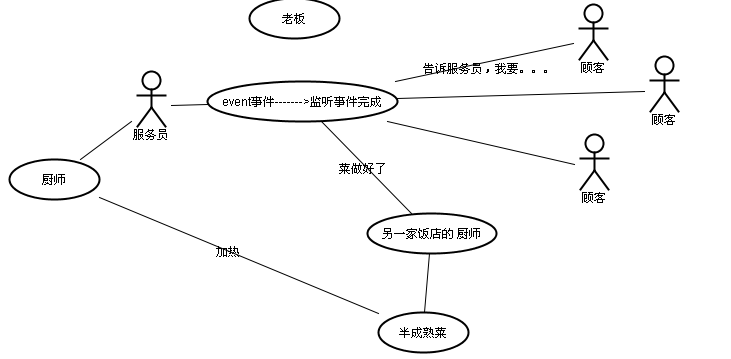 老板
顾客
告诉服务员，我要。。。
event事件------->监听事件完成
顾客
服务员
菜做好了
厨师
顾客
另一家饭店的 厨师
加热
半成熟菜